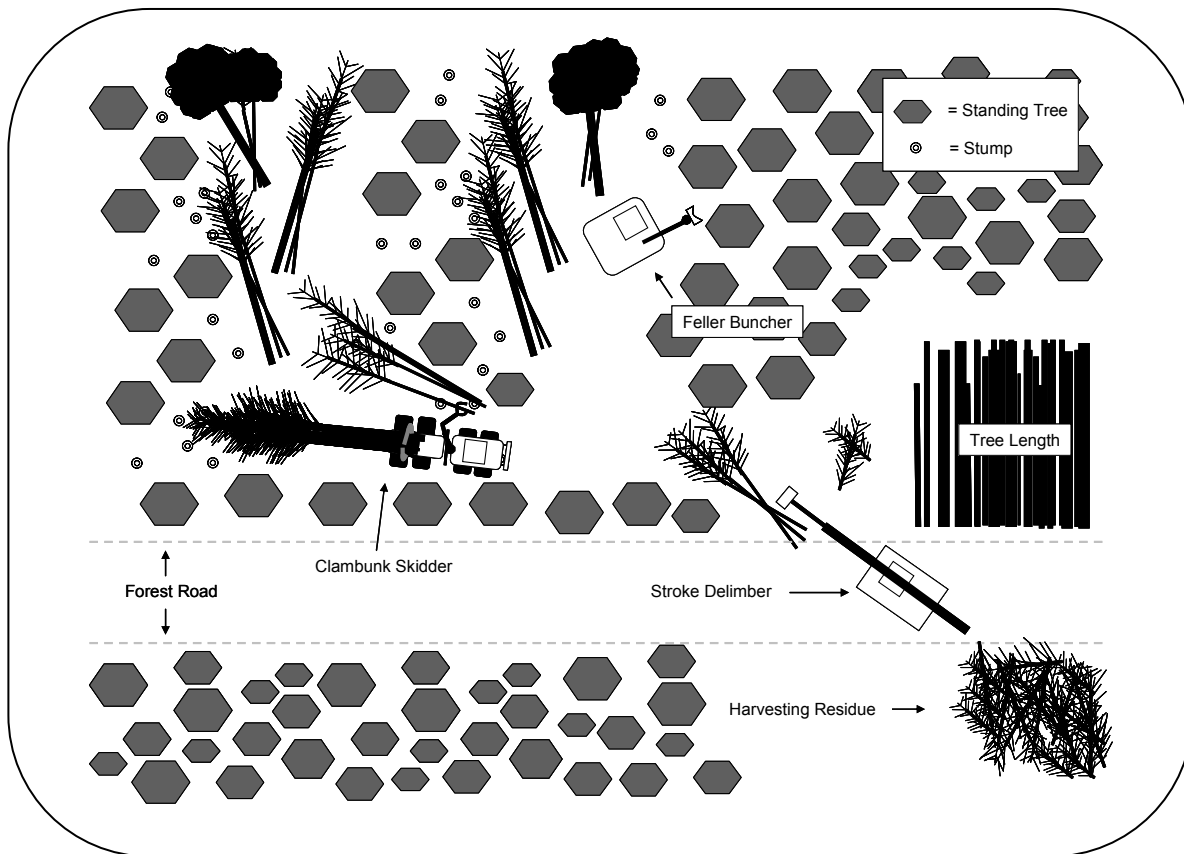 = Standing Tree
= Stump
Feller Buncher
Tree Length
Clambunk Skidder
Forest Road
Stroke Delimber
Harvesting Residue